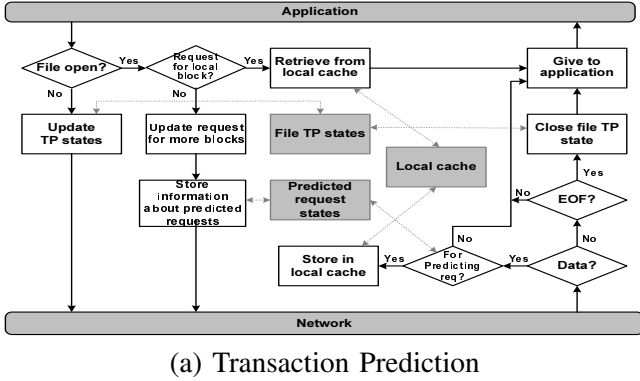 Application
File open?
Yes
Request
for local
block?
Yes
Retrieve from
local cache
Give to
application
No
No
Update
TP states
Update request
for more blocks
File TP states
Close file TP
state
Local cache
Yes
Store
information
about predicted
requests
Predicted
request
states
No
EOF?
No
No
Store in
local cache
Yes
For
Predicting
req?
Yes
Data?
Network
(a) Transaction Prediction